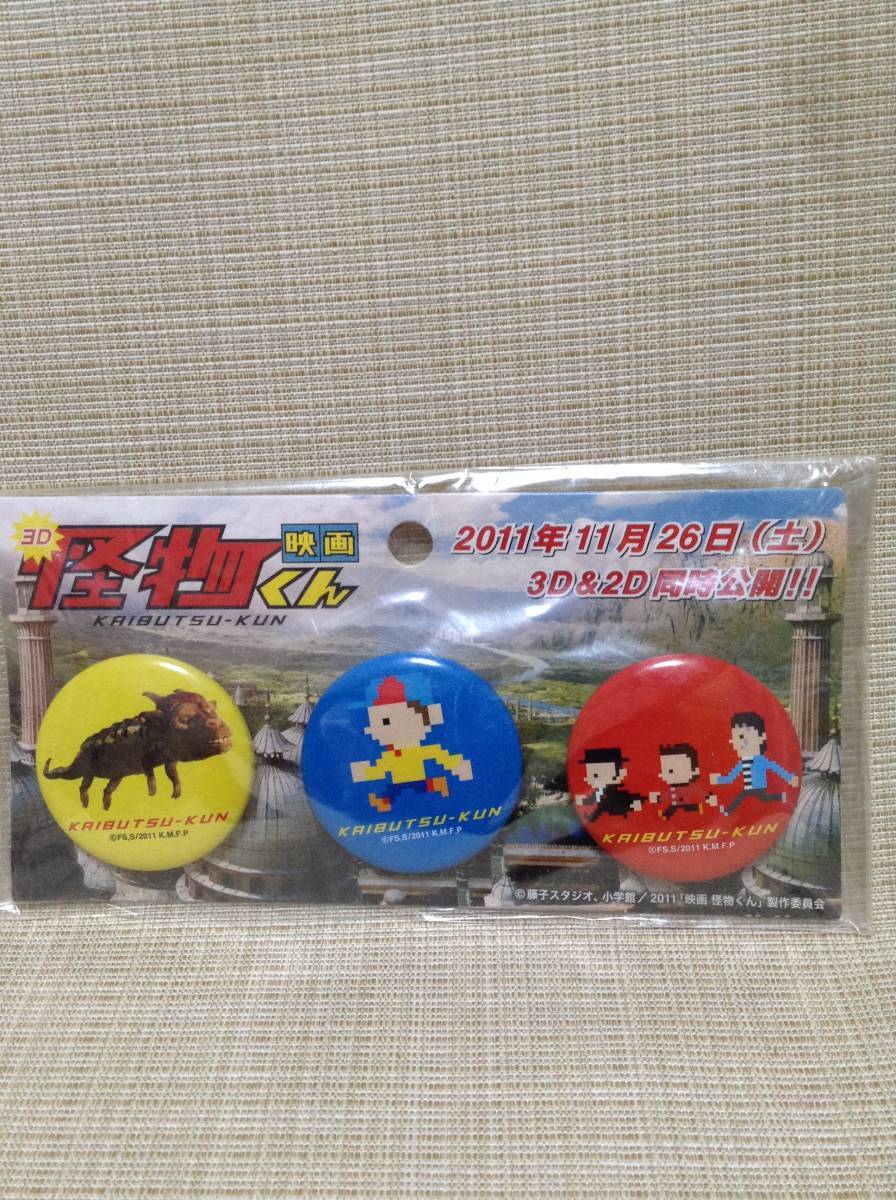 3D
怪物くん
映画
KAIBUTSU-KUN
2011年11月26日（土）
3D&2D 同時公開!!
KAIBUTSU-KUN
©FS,S/2011 K.M.F.P
KAIBUTSU-KUN
©FS,S/2011 K.M.F.P
KAIBUTSU-KUN
©FS,S/2011 K.M.F.P
©藤子スタジオ、小学館／2011「映画 怪物くん」製作委員会